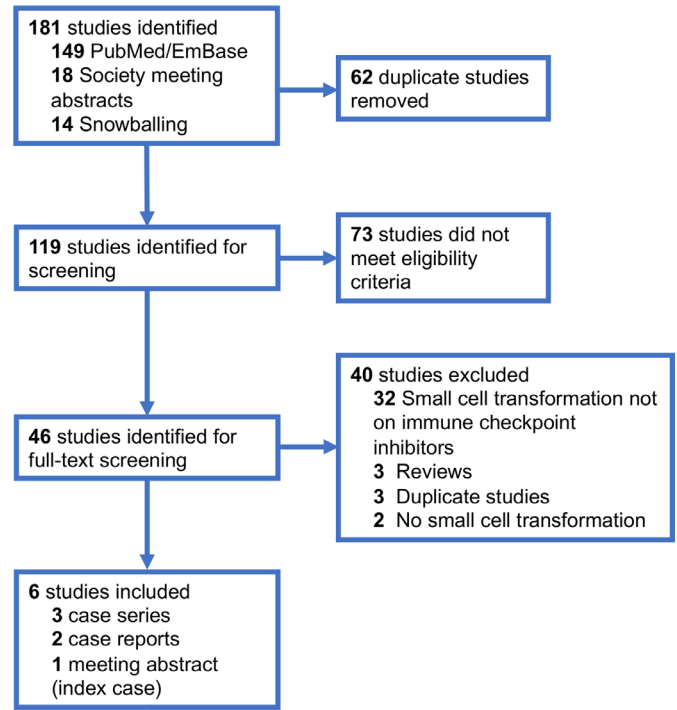 181 studies identified
149 PubMed/EmBase
18 Society meeting
abstracts
14 Snowballing
62 duplicate studies
removed
119 studies identified for
screening
73 studies did not
meet eligibility
criteria
46 studies identified for
full-text screening
40 studies excluded
32 Small cell transformation not
on immune checkpoint
inhibitors
3 Reviews
3 Duplicate studies
2 No small cell transformation
6 studies included
3 case series
2 case reports
1 meeting abstract
(index case)